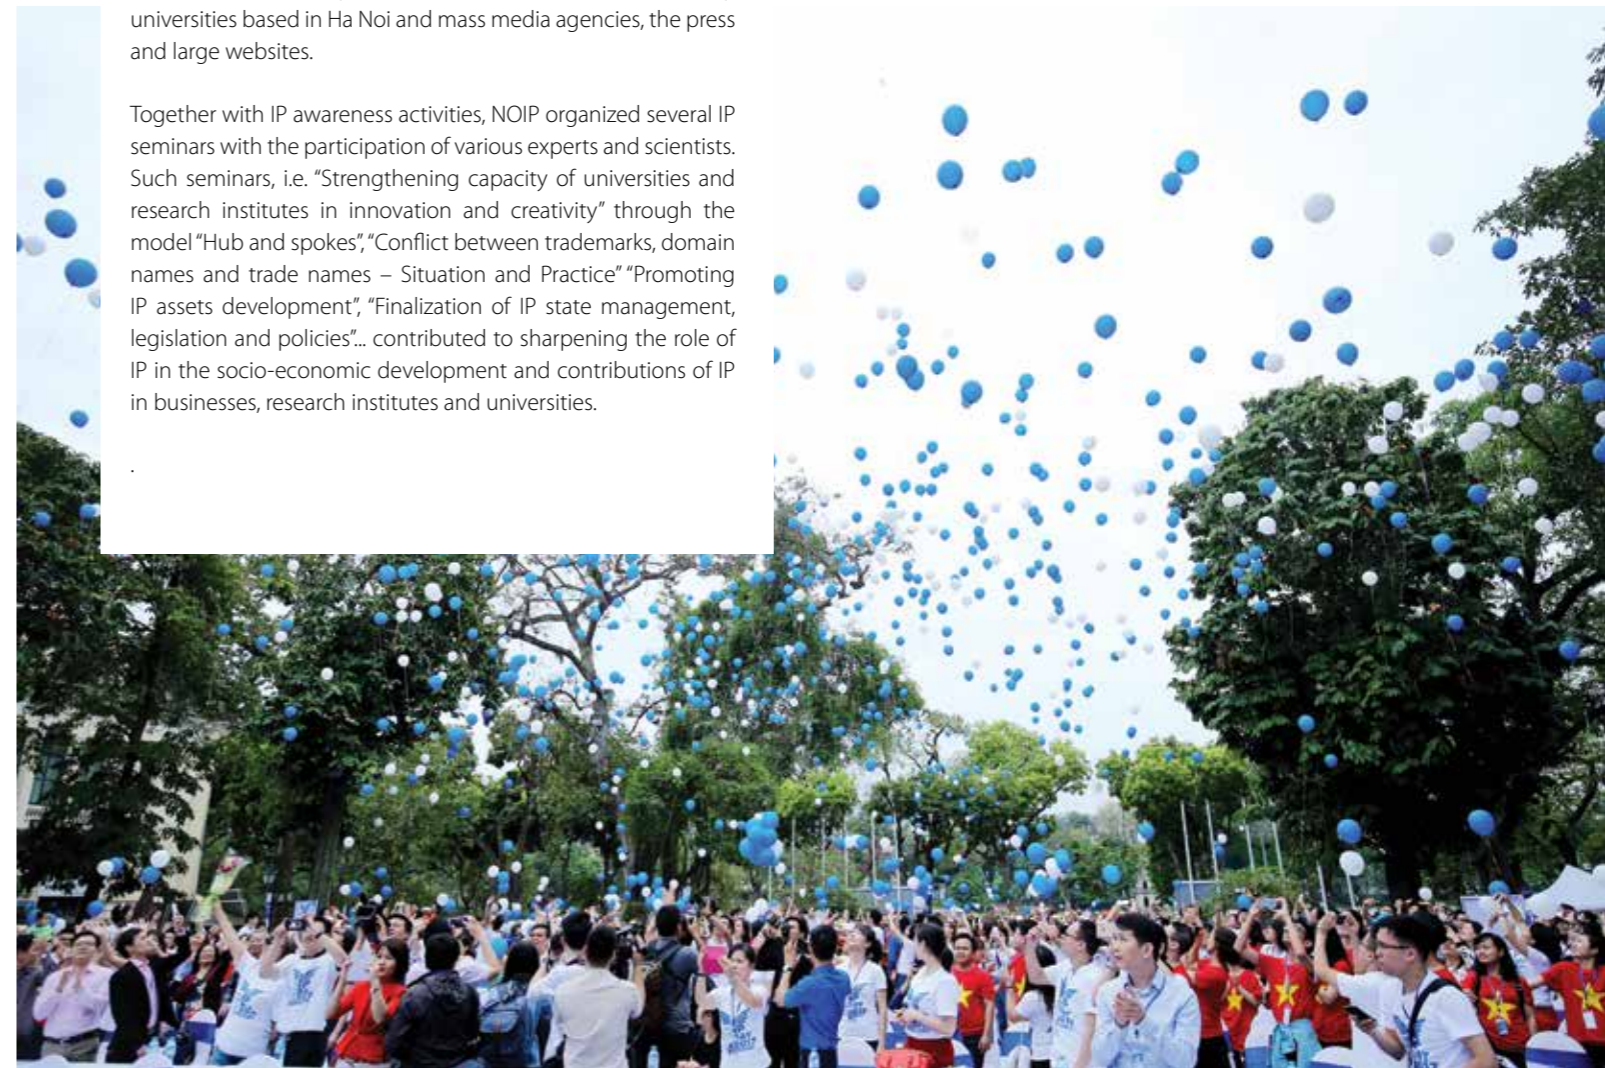 universities based in Ha Noi and mass media agencies, the press
and large websites.
Together with IP awareness activities, NOIP organized several IP
seminars with the participation of various experts and scientists.
Such seminars, i.e. “Strengthening capacity of universities and
research institutes in innovation and creativity” through the
model “Hub and spokes”, “Conflict between trademarks, domain
names and trade names – Situation and Practice” “Promoting
IP assets development”, “Finalization of IP state management,
legislation and policies”... contributed to sharpening the role of
IP in the socio-economic development and contributions of IP
in businesses, research institutes and universities.
.